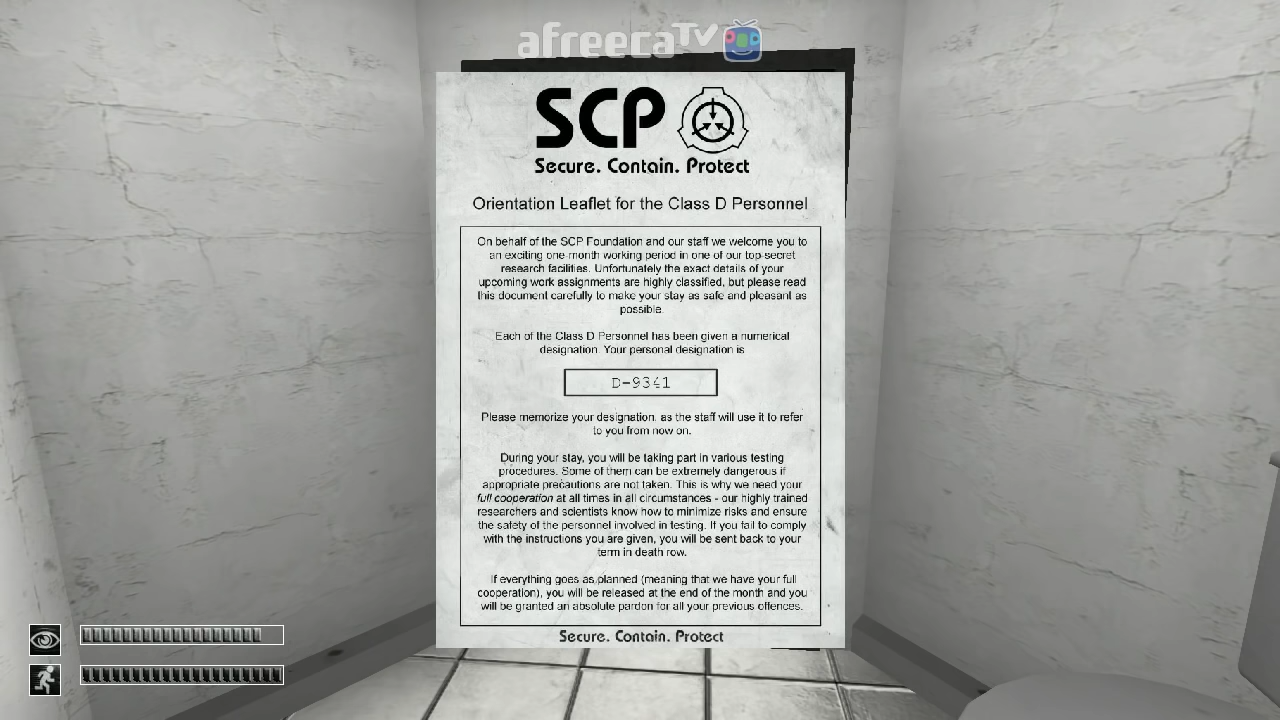 afreecaTV
SCP
Secure. Contain. Protect
Orientation Leaflet for the Class D Personnel
On behalf of the SCP Foundation and our staff we welcome you to
an exciting one-month working period in one of our top-secret
research facilities. Unfortunately the exact details of your
upcoming work assignments are highly classified, but please read
this document carefully to make your stay as safe and pleasant as
possible.
Each of the Class D Personnel has been given a numerical
designation. Your personal designation is
D-9341
Please memorize your designation, as the staff will use it to refer
to you from now on.
During your stay, you will be taking part in various testing
procedures. Some of them can be extremely dangerous if
appropriate precautions are not taken. This is why we need your
full cooperation at all times in all circumstances - our highly trained
researchers and scientists know how to minimize risks and ensure
the safety of the personnel involved in testing. If you fail to comply
with the instructions you are given, you will be sent back to your
term in death row.
If everything goes as planned (meaning that we have your full
cooperation), you will be released at the end of the month and you
will be granted an absolute pardon for all your previous offences.
Secure. Contain. Protect